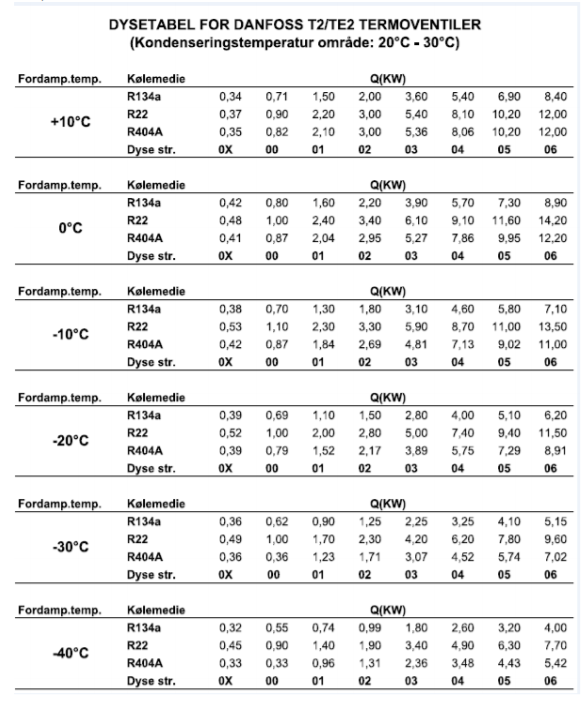 DYSETABEL FOR DANFOSS T2/TE2 TERMOVENTILER
(Kondenseringstemperatur område: 20°C - 30°C)
Fordamp.temp. Kølemedie Q(KW)
R134a 0,34 0,71 1,50 2,00 3,60 5,40 6,90 8,40
+10°C R22 0,37 0,90 2,20 3,00 5,40 8,10 10,20 12,00
R404A 0,35 0,82 2,10 3,00 5,36 8,06 10,20 12,00
Dyse str. 0X 00 01 02 03 04 05 06
Fordamp.temp. Kølemedie Q(KW)
R134a 0,42 0,80 1,60 2,20 3,90 5,70 7,30 8,90
0°C R22 0,48 1,00 2,40 3,40 6,10 9,10 11,60 14,20
R404A 0,41 0,87 2,04 2,95 5,27 7,86 9,95 12,20
Dyse str. 0X 00 01 02 03 04 05 06
Fordamp.temp. Kølemedie Q(KW)
R134a 0,38 0,70 1,30 1,80 3,10 4,60 5,80 7,10
-10°C R22 0,53 1,10 2,30 3,30 5,90 8,70 11,00 13,50
R404A 0,42 0,87 1,84 2,69 4,81 7,13 9,02 11,00
Dyse str. 0X 00 01 02 03 04 05 06
Fordamp.temp. Kølemedie Q(KW)
R134a 0,39 0,69 1,10 1,50 2,80 4,00 5,10 6,20
-20°C R22 0,52 1,00 2,00 2,80 5,00 7,40 9,40 11,50
R404A 0,39 0,79 1,52 2,17 3,89 5,75 7,29 8,91
Dyse str. 0X 00 01 02 03 04 05 06
Fordamp.temp. Kølemedie Q(KW)
R134a 0,36 0,62 0,90 1,25 2,25 3,25 4,10 5,15
-30°C R22 0,49 1,00 1,70 2,30 4,20 6,20 7,80 9,60
R404A 0,36 0,36 1,23 1,71 3,07 4,52 5,74 7,02
Dyse str. 0X 00 01 02 03 04 05 06
Fordamp.temp. Kølemedie Q(KW)
R134a 0,32 0,55 0,74 0,99 1,80 2,60 3,20 4,00
-40°C R22 0,45 0,90 1,40 1,90 3,40 4,90 6,30 7,70
R404A 0,33 0,33 0,96 1,31 2,36 3,48 4,43 5,42
Dyse str. 0X 00 01 02 03 04 05 06